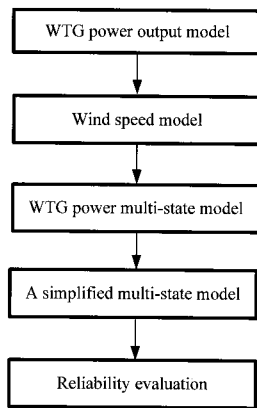 WTG power output model
Wind speed model
WTG power multi-state model
A simplified multi-state model
Reliability evaluation